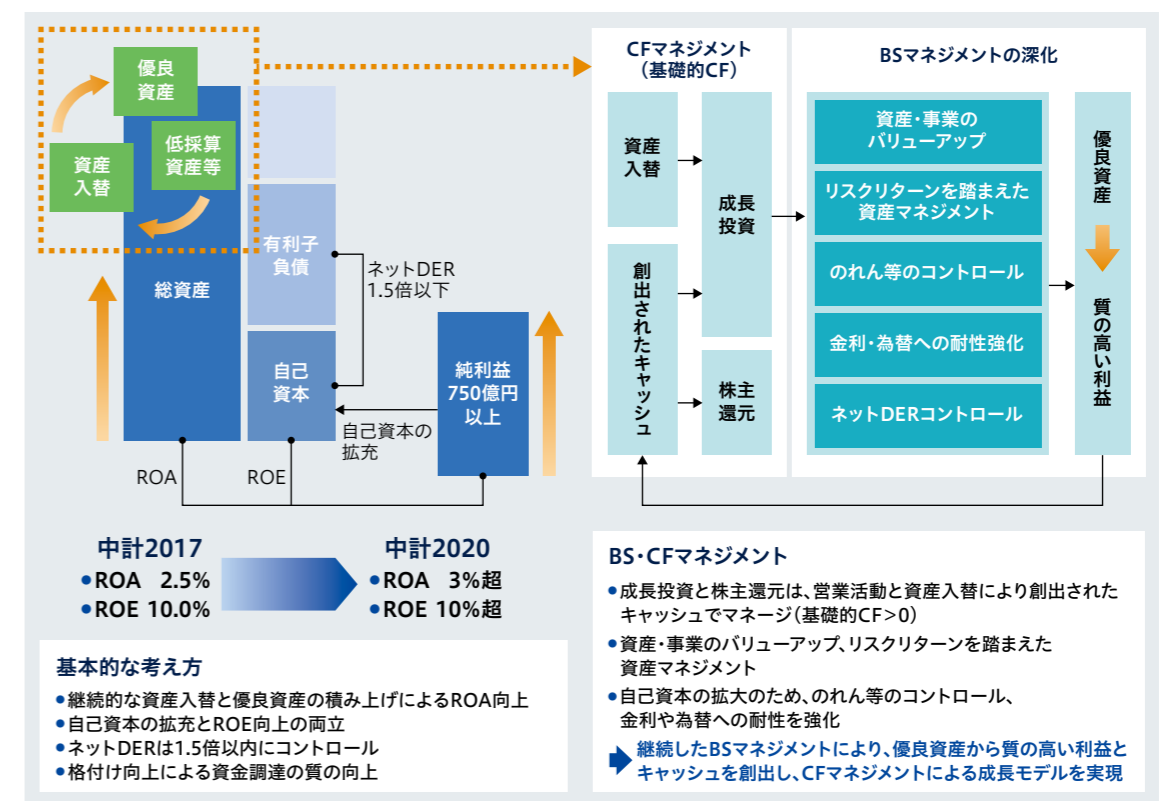 優良
資産
資産
入替
低採算
資産等
総資産
有利子
負債
自己
資本
ネットDER
1.5倍以下
純利益
750億円
以上
自己資本の
拡充
ROA
ROE
CFマネジメント
（基礎的CF）
資産
入替
創出されたキャッシュ
成長
投資
株主
還元
BSマネジメントの深化
資産・事業の
バリューアップ
リスクリターンを踏まえた
資産マネジメント
のれん等のコントロール
金利・為替への耐性強化
ネットDERコントロール
優良資産
質の高い利益
中計2017
●ROA 2.5%
●ROE 10.0%
中計2020
●ROA 3%超
●ROE 10%超
基本的な考え方
●継続的な資産入替と優良資産の積み上げによるROA向上
●自己資本の拡充とROE向上の両立
●ネットDERは1.5倍以内にコントロール
●格付け向上による資金調達の質の向上
BS・CFマネジメント
●成長投資と株主還元は、営業活動と資産入替により創出された
キャッシュでマネージ（基礎的CF＞0）
●資産・事業のバリューアップ、リスクリターンを踏まえた
資産マネジメント
●自己資本の拡大のため、のれん等のコントロール、
金利や為替への耐性を強化
継続したBSマネジメントにより、優良資産から質の高い利益と
キャッシュを創出し、CFマネジメントによる成長モデルを実現